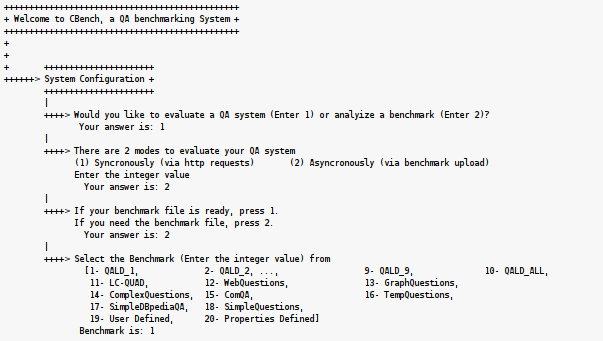 +++++++++++++++++++++++++++++++++++++++++++++++
+ Welcome to CBench, a QA benchmarking System +
+++++++++++++++++++++++++++++++++++++++++++++++
+
+
+ ++++++++++++++++++++++
++++++> System Configuration +
++++++++++++++++++++++
|
++++> Would you like to evaluate a QA system (Enter 1) or analyize a benchmark (Enter 2)?
Your answer is: 1
|
++++> There are 2 modes to evaluate your QA system
(1) Syncronously (via http requests) (2) Asyncronously (via benchmark upload)
Enter the integer value
Your answer is: 2
|
++++> If your benchmark file is ready, press 1.
If you need the benchmark file, press 2.
Your answer is: 2
|
++++> Select the Benchmark (Enter the integer value) from
[1- QALD_1, 2- QALD_2, ..., 9- QALD_9, 10- QALD_ALL,
11- LC-QUAD, 12- WebQuestions, 13- GraphQuestions,
14- ComplexQuestions, 15- ComQA, 16- TempQuestions,
17- SimpleDBpediaQA, 18- SimpleQuestions,
19- User Defined, 20- Properties Defined]
Benchmark is: 1